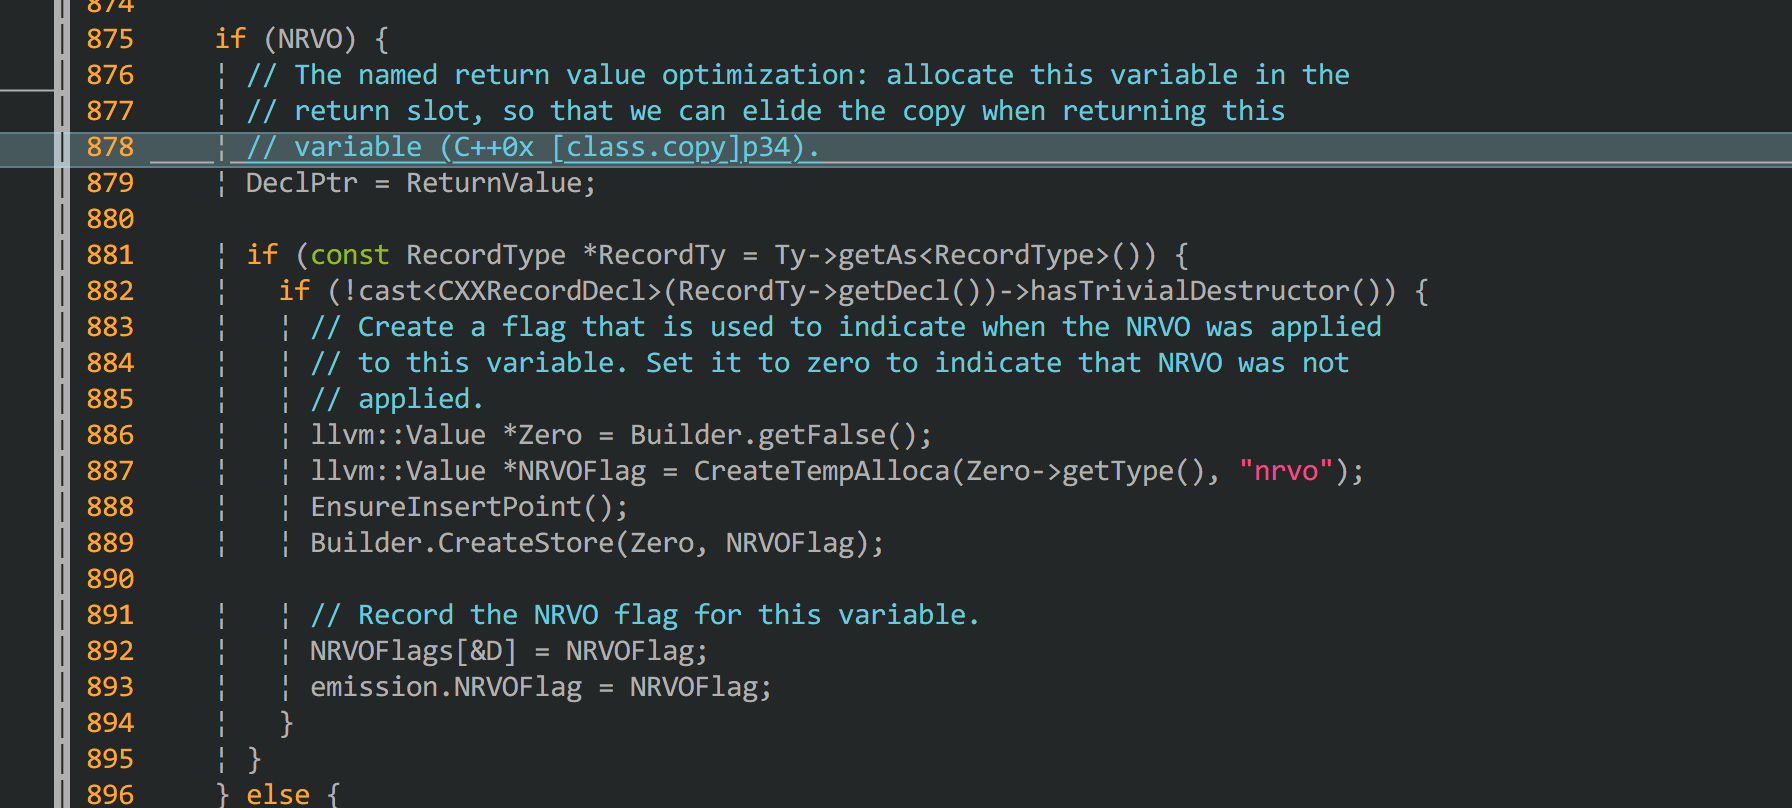 874
875 if (NRVO) {
876 // The named return value optimization: allocate this variable in the
877 // return slot, so that we can elide the copy when returning this
878 // variable (C++0x [class.copy]p34).
879 DeclPtr = ReturnValue;
880
881 if (const RecordType *RecordTy = Ty->getAs<RecordType>()) {
882 if (!cast<CXXRecordDecl>(RecordTy->getDecl())->hasTrivialDestructor()) {
883 // Create a flag that is used to indicate when the NRVO was applied
884 // to this variable. Set it to zero to indicate that NRVO was not
885 // applied.
886 llvm::Value *Zero = Builder.getFalse();
887 llvm::Value *NRVOFlag = CreateTempAlloca(Zero->getType(), "nrvo");
888 EnsureInsertPoint();
889 Builder.CreateStore(Zero, NRVOFlag);
890
891 // Record the NRVO flag for this variable.
892 NRVOFlags[&D] = NRVOFlag;
893 emission.NRVOFlag = NRVOFlag;
894 }
895 }
896 } else {